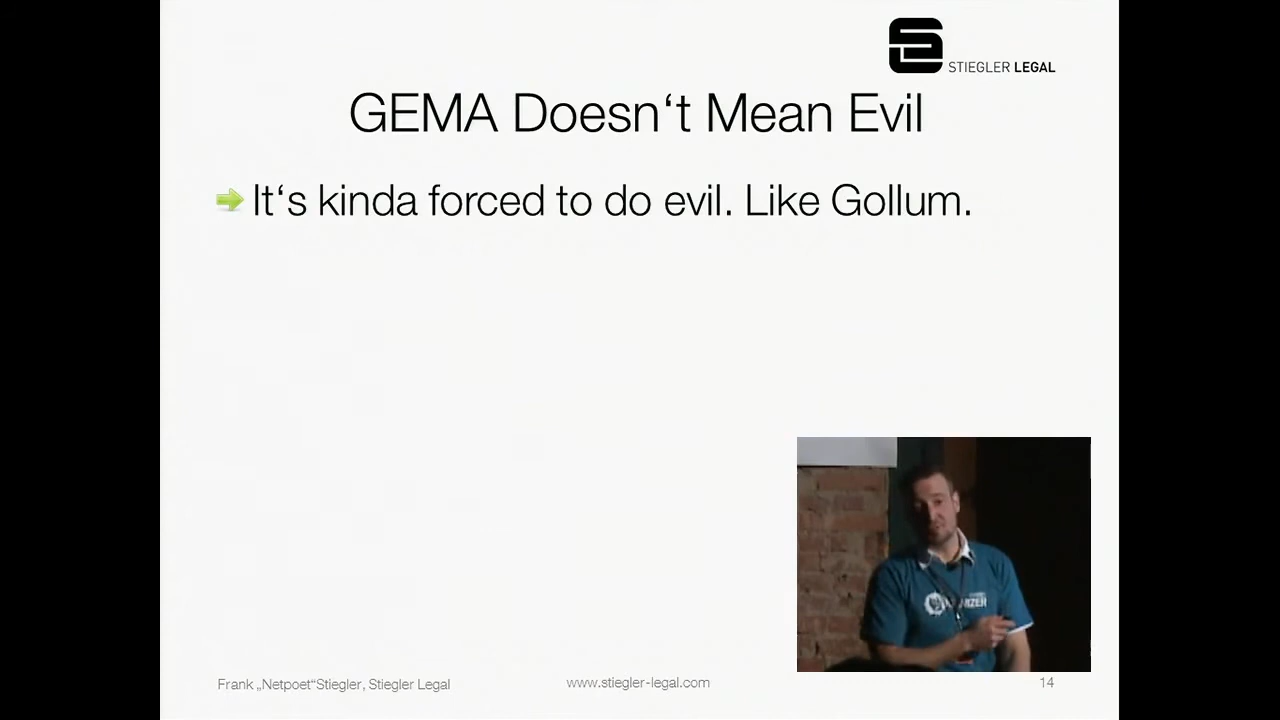 STIEGLER LEGAL
GEMA Doesn‘t Mean Evil
It‘s kinda forced to do evil. Like Gollum.
Frank „Netpoet“Stiegler, Stiegler Legal
www.stiegler-legal.com
14